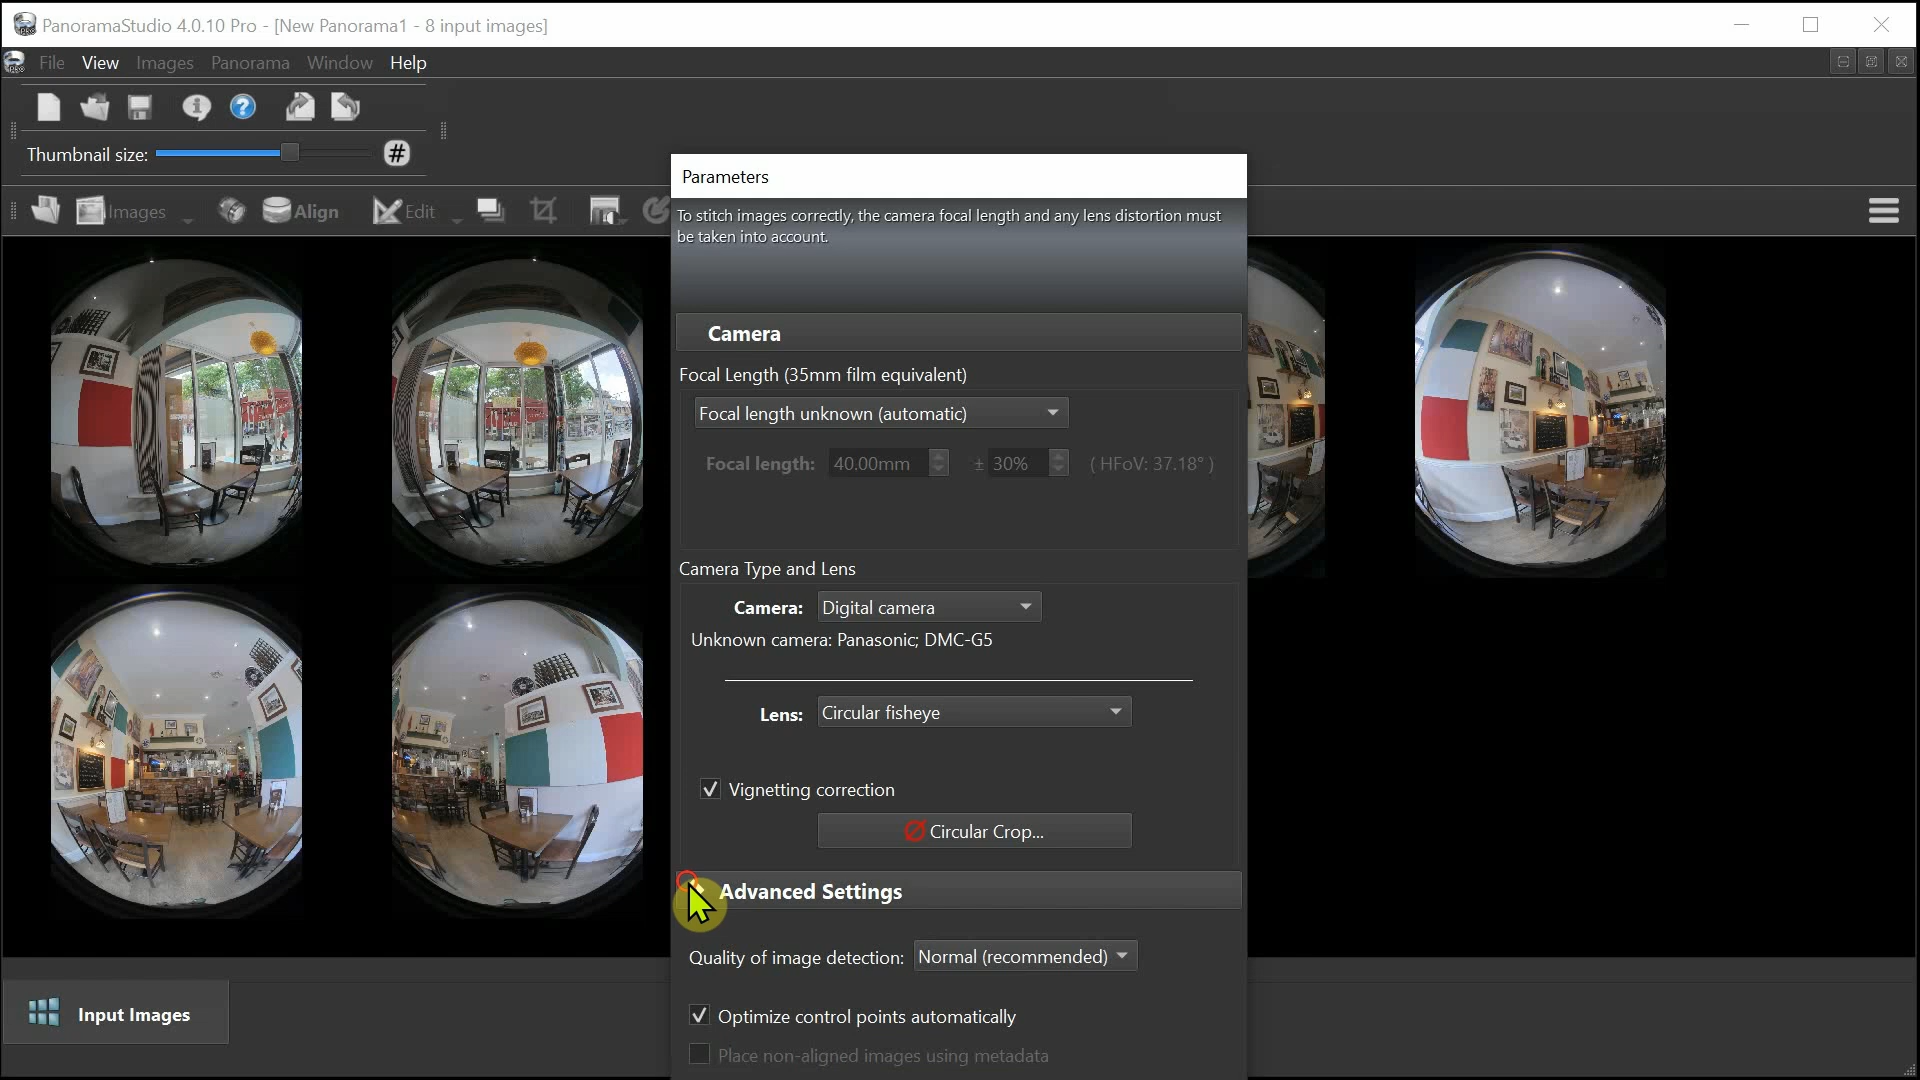 PanoramaStudio 4.0.10 Pro - [New Panorama1 - 8 input images]
File View Images Panorama Window Help
Thumbnail size: #
Images Align Edit
Parameters
To stitch images correctly, the camera focal length and any lens distortion must
be taken into account.
Camera
Focal Length (35mm film equivalent)
Focal length unknown (automatic)
Focal length: 40.00mm ± 30% ( HFoV: 37.18° )
Camera Type and Lens
Camera: Digital camera
Unknown camera: Panasonic; DMC-G5
Lens: Circular fisheye
Vignetting correction
Circular Crop...
Advanced Settings
Quality of image detection: Normal (recommended)
Optimize control points automatically
Place non-aligned images using metadata
Input Images